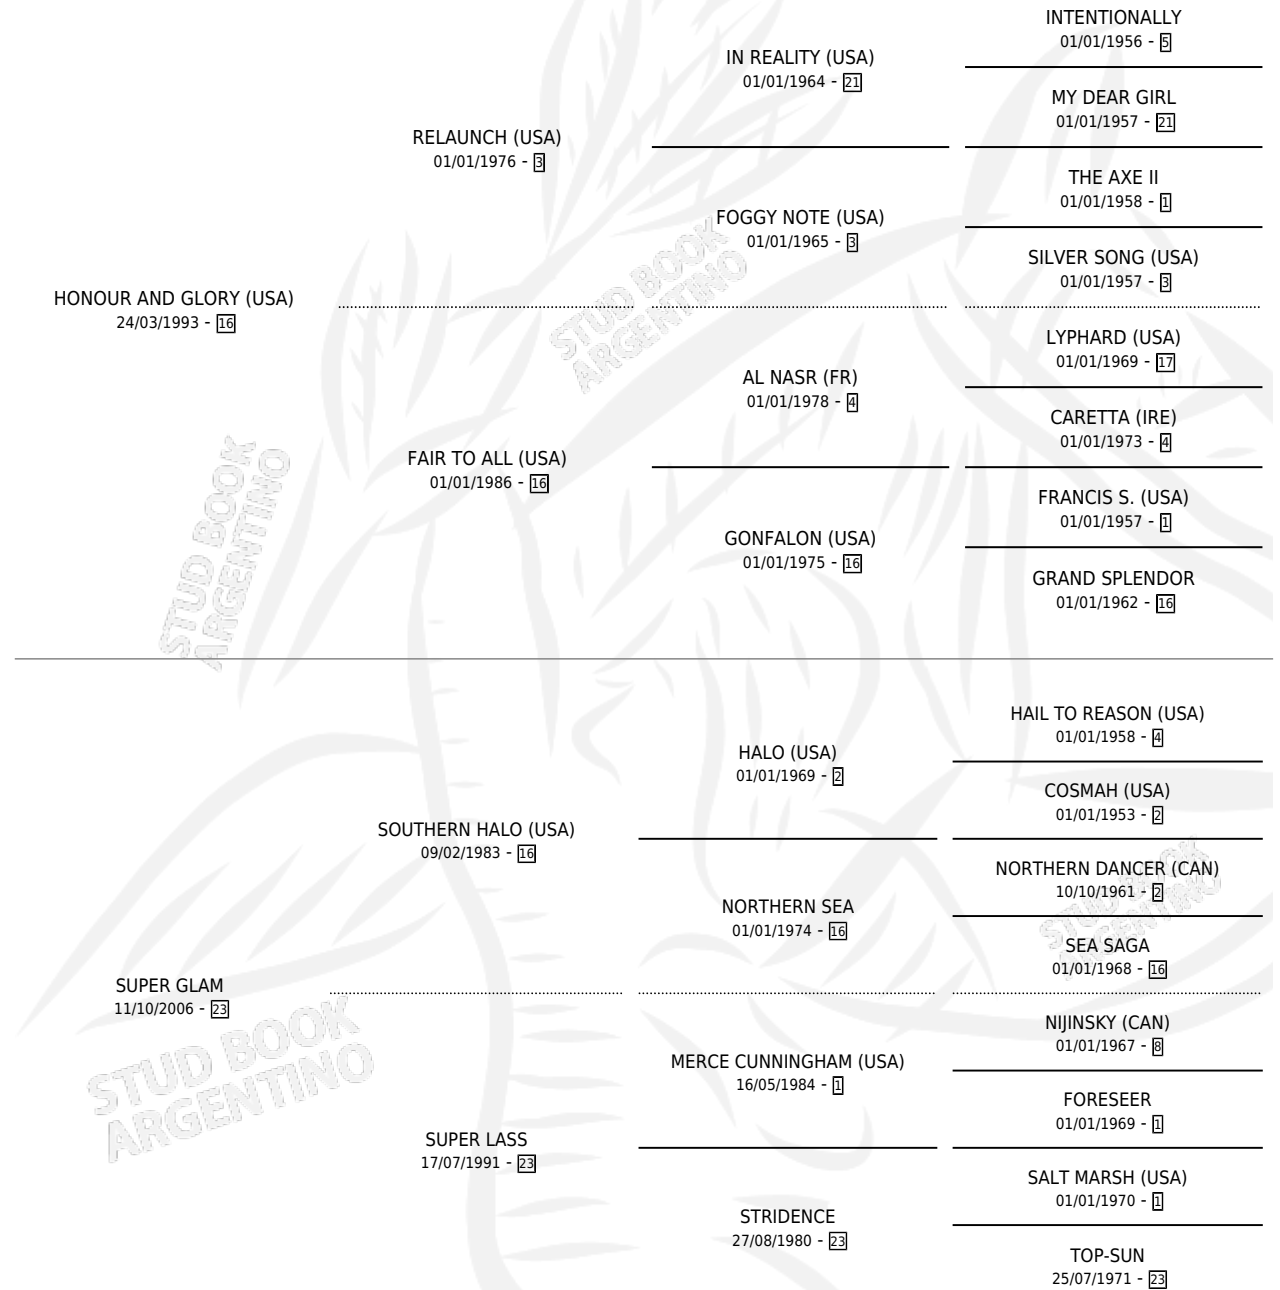 INTENTIONALLY
01/01/1956 - 5
IN REALITY (USA)
01/01/1964 - 21
MY DEAR GIRL
01/01/1957 - 21
RELAUNCH (USA)
01/01/1976 - 3
THE AXE II
01/01/1958 - 1
FOGGY NOTE (USA)
01/01/1965 - 3
SILVER SONG (USA)
01/01/1957 - 3
HONOUR AND GLORY (USA)
24/03/1993 - 16
LYPHARD (USA)
01/01/1969 - 17
AL NASR (FR)
01/01/1978 - 4
CARETTA (IRE)
01/01/1973 - 4
FAIR TO ALL (USA)
01/01/1986 - 16
FRANCIS S. (USA)
01/01/1957 - 1
GONFALON (USA)
01/01/1975 - 16
GRAND SPLENDOR
01/01/1962 - 16
HAIL TO REASON (USA)
01/01/1958 - 4
HALO (USA)
01/01/1969 - 2
COSMAH (USA)
01/01/1953 - 2
SOUTHERN HALO (USA)
09/02/1983 - 16
NORTHERN DANCER (CAN)
10/10/1961 - 2
NORTHERN SEA
01/01/1974 - 16
SEA SAGA
01/01/1968 - 16
SUPER GLAM
11/10/2006 - 23
NIJINSKY (CAN)
01/01/1967 - 8
MERCE CUNNINGHAM (USA)
16/05/1984 - 1
FORESEER
01/01/1969 - 1
SUPER LASS
17/07/1991 - 23
SALT MARSH (USA)
01/01/1970 - 1
STRIDENCE
27/08/1980 - 23
TOP-SUN
25/07/1971 - 23
STUD BOOK
ARGENTINO
STUD BOOK
ARGENTINO
STUD BOOK
ARGENTINO
STUD BOOK
ARGENTINO